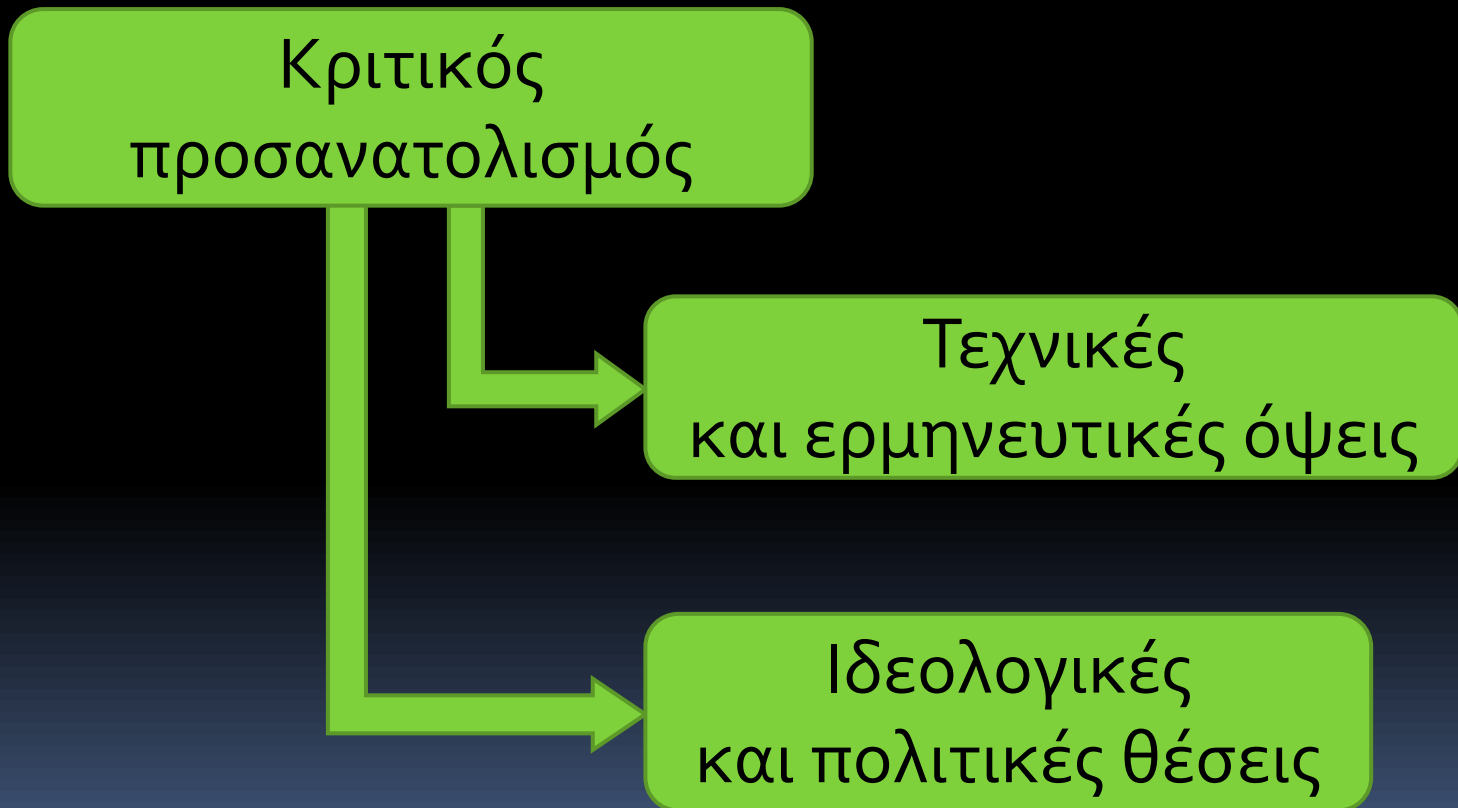 Κριτικός
προσανατολισμός
Τεχνικές
και ερμηνευτικές όψεις
Ιδεολογικές
και πολιτικές θέσεις